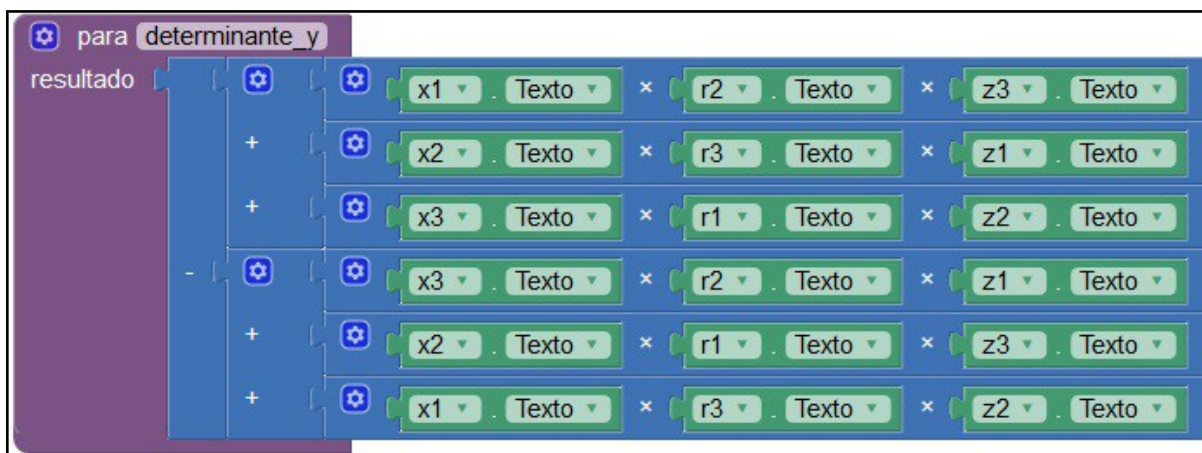 para determinante_y
resultado x1 . Texto × r2 . Texto × z3 . Texto
+ x2 . Texto × r3 . Texto × z1 . Texto
+ x3 . Texto × r1 . Texto × z2 . Texto
- x3 . Texto × r2 . Texto × z1 . Texto
+ x2 . Texto × r1 . Texto × z3 . Texto
+ x1 . Texto × r3 . Texto × z2 . Texto